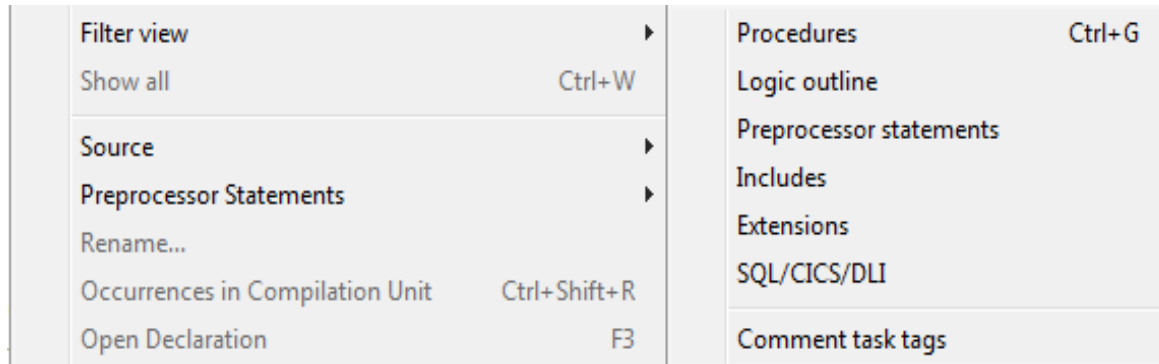 Filter view
Show all Ctrl+W
Source
Preprocessor Statements
Rename...
Occurrences in Compilation Unit Ctrl+Shift+R
Open Declaration F3
Procedures Ctrl+G
Logic outline
Preprocessor statements
Includes
Extensions
SQL/CICS/DLI
Comment task tags